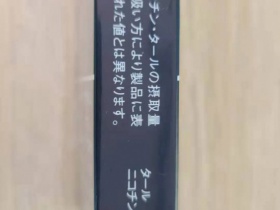 チン・タールの摂取量
吸い方により製品に表
れた値とは異なります。
タール
ニコチン